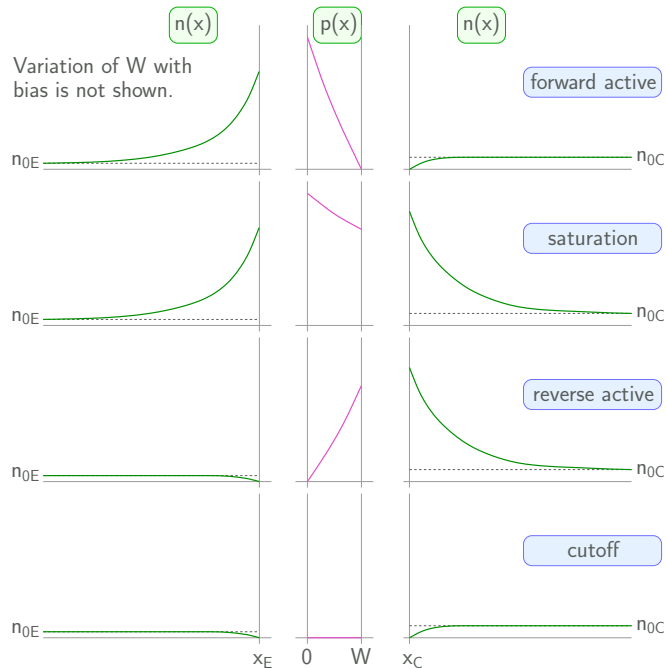 n(x) p(x) n(x)
Variation of W with
bias is not shown.
forward active
n0E n0C
saturation
n0E n0C
reverse active
n0E n0C
cutoff
n0E n0C
xE 0 W xC